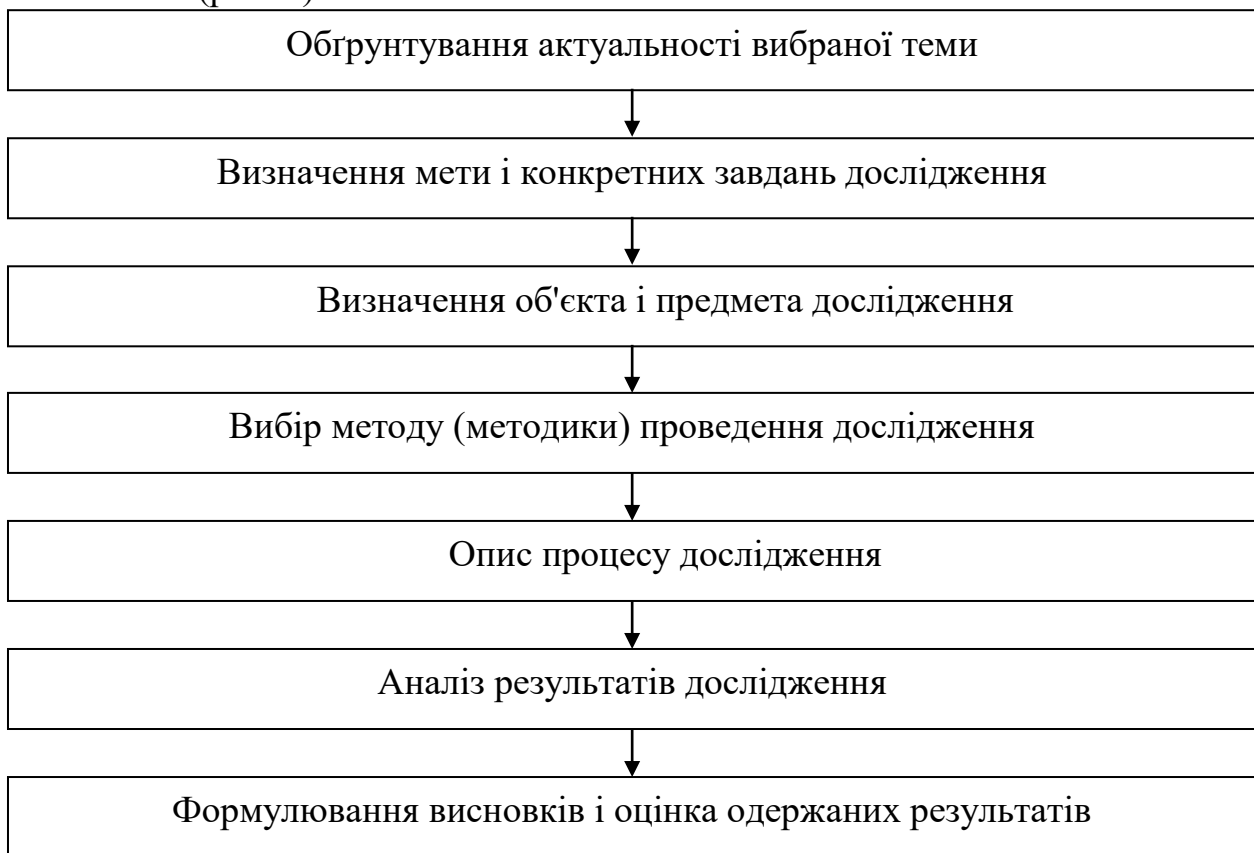 Обґрунтування актуальності вибраної теми
Визначення мети і конкретних завдань дослідження
Визначення об'єкта і предмета дослідження
Вибір методу (методики) проведення дослідження
Опис процесу дослідження
Аналіз результатів дослідження
Формулювання висновків і оцінка одержаних результатів